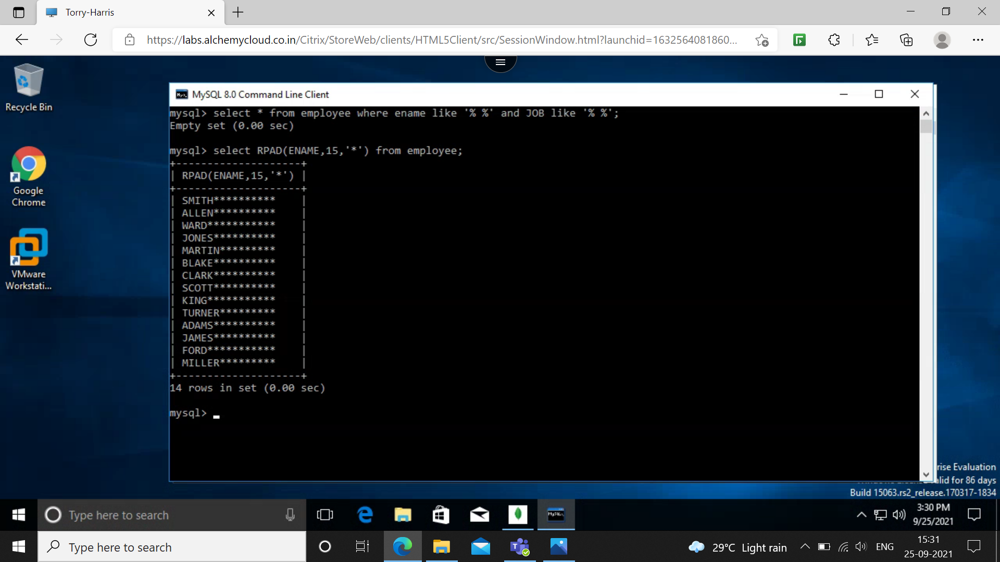 Torry-Harris
https://labs.alchemycloud.co.in/Citrix/StoreWeb/clients/HTML5Client/src/SessionWindow.html?launchid=1632564081860...
Recycle Bin
Google
Chrome
VMware
Workstati...
MySQL 8.0 Command Line Client
mysql> select * from employee where ename like '% %' and JOB like '% %';
Empty set (0.00 sec)
mysql> select RPAD(ENAME,15,'*') from employee;
+--------------------+
| RPAD(ENAME,15,'*') |
+--------------------+
| SMITH********** |
| ALLEN********** |
| WARD*********** |
| JONES********** |
| MARTIN********* |
| BLAKE********** |
| CLARK********** |
| SCOTT********** |
| KING*********** |
| TURNER********* |
| ADAMS********** |
| JAMES********** |
| FORD*********** |
| MILLER********* |
+--------------------+
14 rows in set (0.00 sec)
mysql> _
rise Evaluation
alid for 86 days
Build 15063.rs2_release.170317-1834
Type here to search
3:30 PM
9/25/2021
Type here to search
29°C Light rain
ENG
15:31
25-09-2021